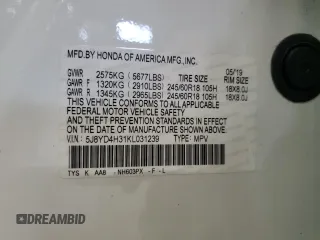 MFD.BY HONDA OF AMERICA MFG.,INC.
GVWR 2575KG (5677LBS) TIRE SIZE 05/19 RIM SIZE
GAWR F 1320KG (2910LBS) 245/60R18 105H 18X8.0J
GAWR R 1345KG (2965LBS) 245/60R18 105H 18X8.0J
THIS VEHICLE CONFORMS TO ALL APPLICABLE
FEDERAL MOTOR VEHICLE SAFETY
AND THEFT PREVENTION STANDARDS IN EFFECT ON THE
DATE OF MANUFACTURE SHOWN ABOVE.
V.I.N.: 5J8YD4H31KL031239 TYPE: MPV
TYS K AAB -NH603PX -F -L
DREAMBID